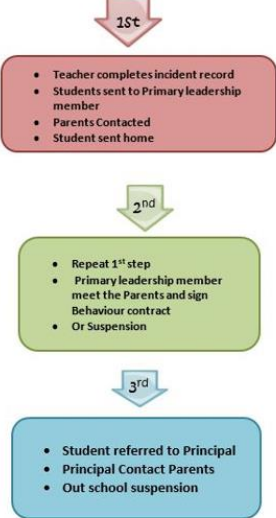 1st
• Teacher completes incident record
• Students sent to Primary leadership
member
• Parents Contacted
• Student sent home
2nd
• Repeat 1st step
• Primary leadership member
meet the Parents and sign
Behaviour contract
• Or Suspension
3rd
• Student referred to Principal
• Principal Contact Parents
• Out school suspension